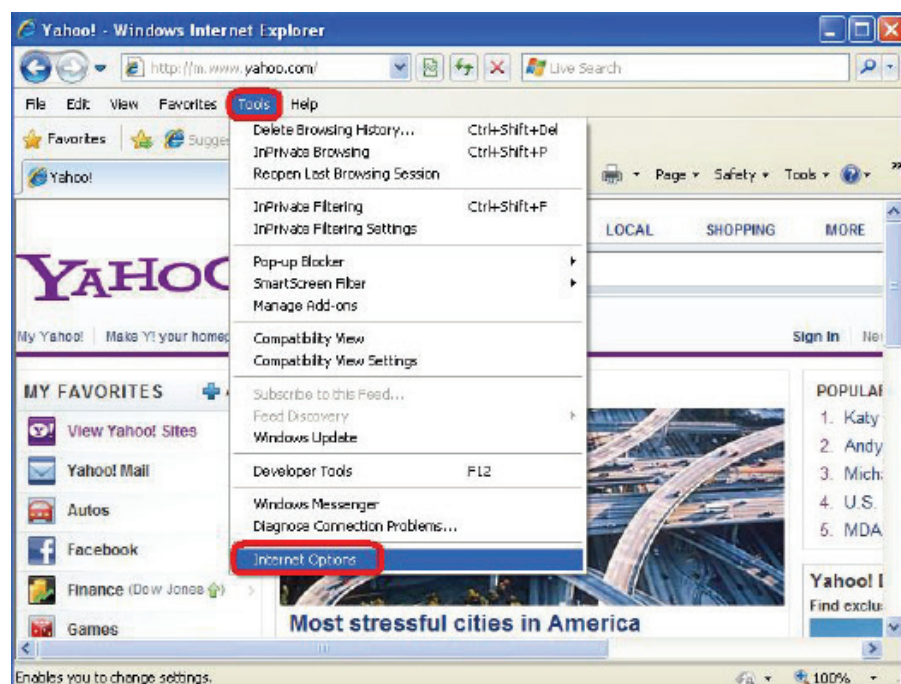 Yahoo! - Windows Internet Explorer
http://m.www.yahoo.com/
Live Search
File Edit View Favorites Tools Help
Favorites Sugge
Yahoo!
Page Safety Tools
Delete Browsing History... Ctrl+Shift+Del
InPrivate Browsing Ctrl+Shift+P
Reopen Last Browsing Session
InPrivate Filtering Ctrl+Shift+F
InPrivate Filtering Settings
Pop-up Blocker
SmartScreen Filter
Manage Add-ons
Compatibility View
Compatibility View Settings
Subscribe to this Feed...
Feed Discovery
Windows Update
Developer Tools F12
Windows Messenger
Diagnose Connection Problems...
Internet Options
LOCAL SHOPPING MORE
YAHOO
My Yahoo! Make Y! your homep
Sign In
MY FAVORITES
View Yahoo! Sites
Yahoo! Mail
Autos
Facebook
Finance (Dow Jones)
Games
Most stressful cities in America
POPULAR
1. Katy
2. Andy
3. Mich
4. U.S.
5. MDA
Yahoo!
Find exclu
Enables you to change settings.
100%